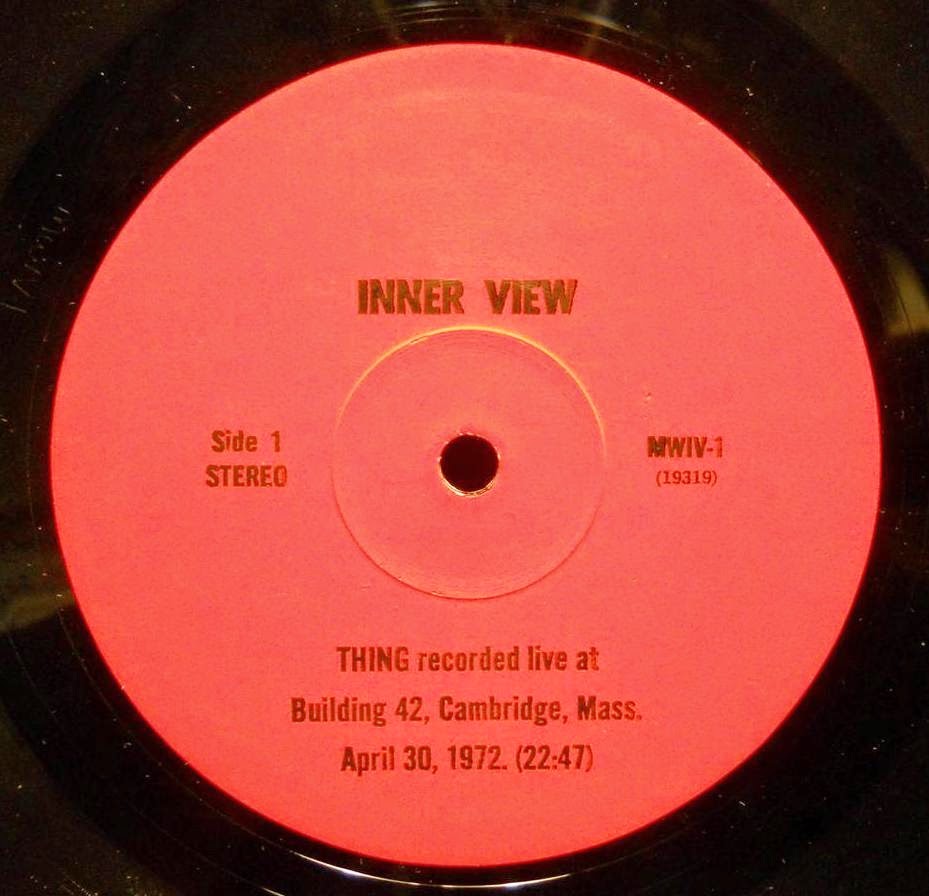 INNER VIEW
Side 1
STEREO
MWIV-1
(19319)
THING recorded live at
Building 42, Cambridge, Mass.
April 30, 1972. (22:47)